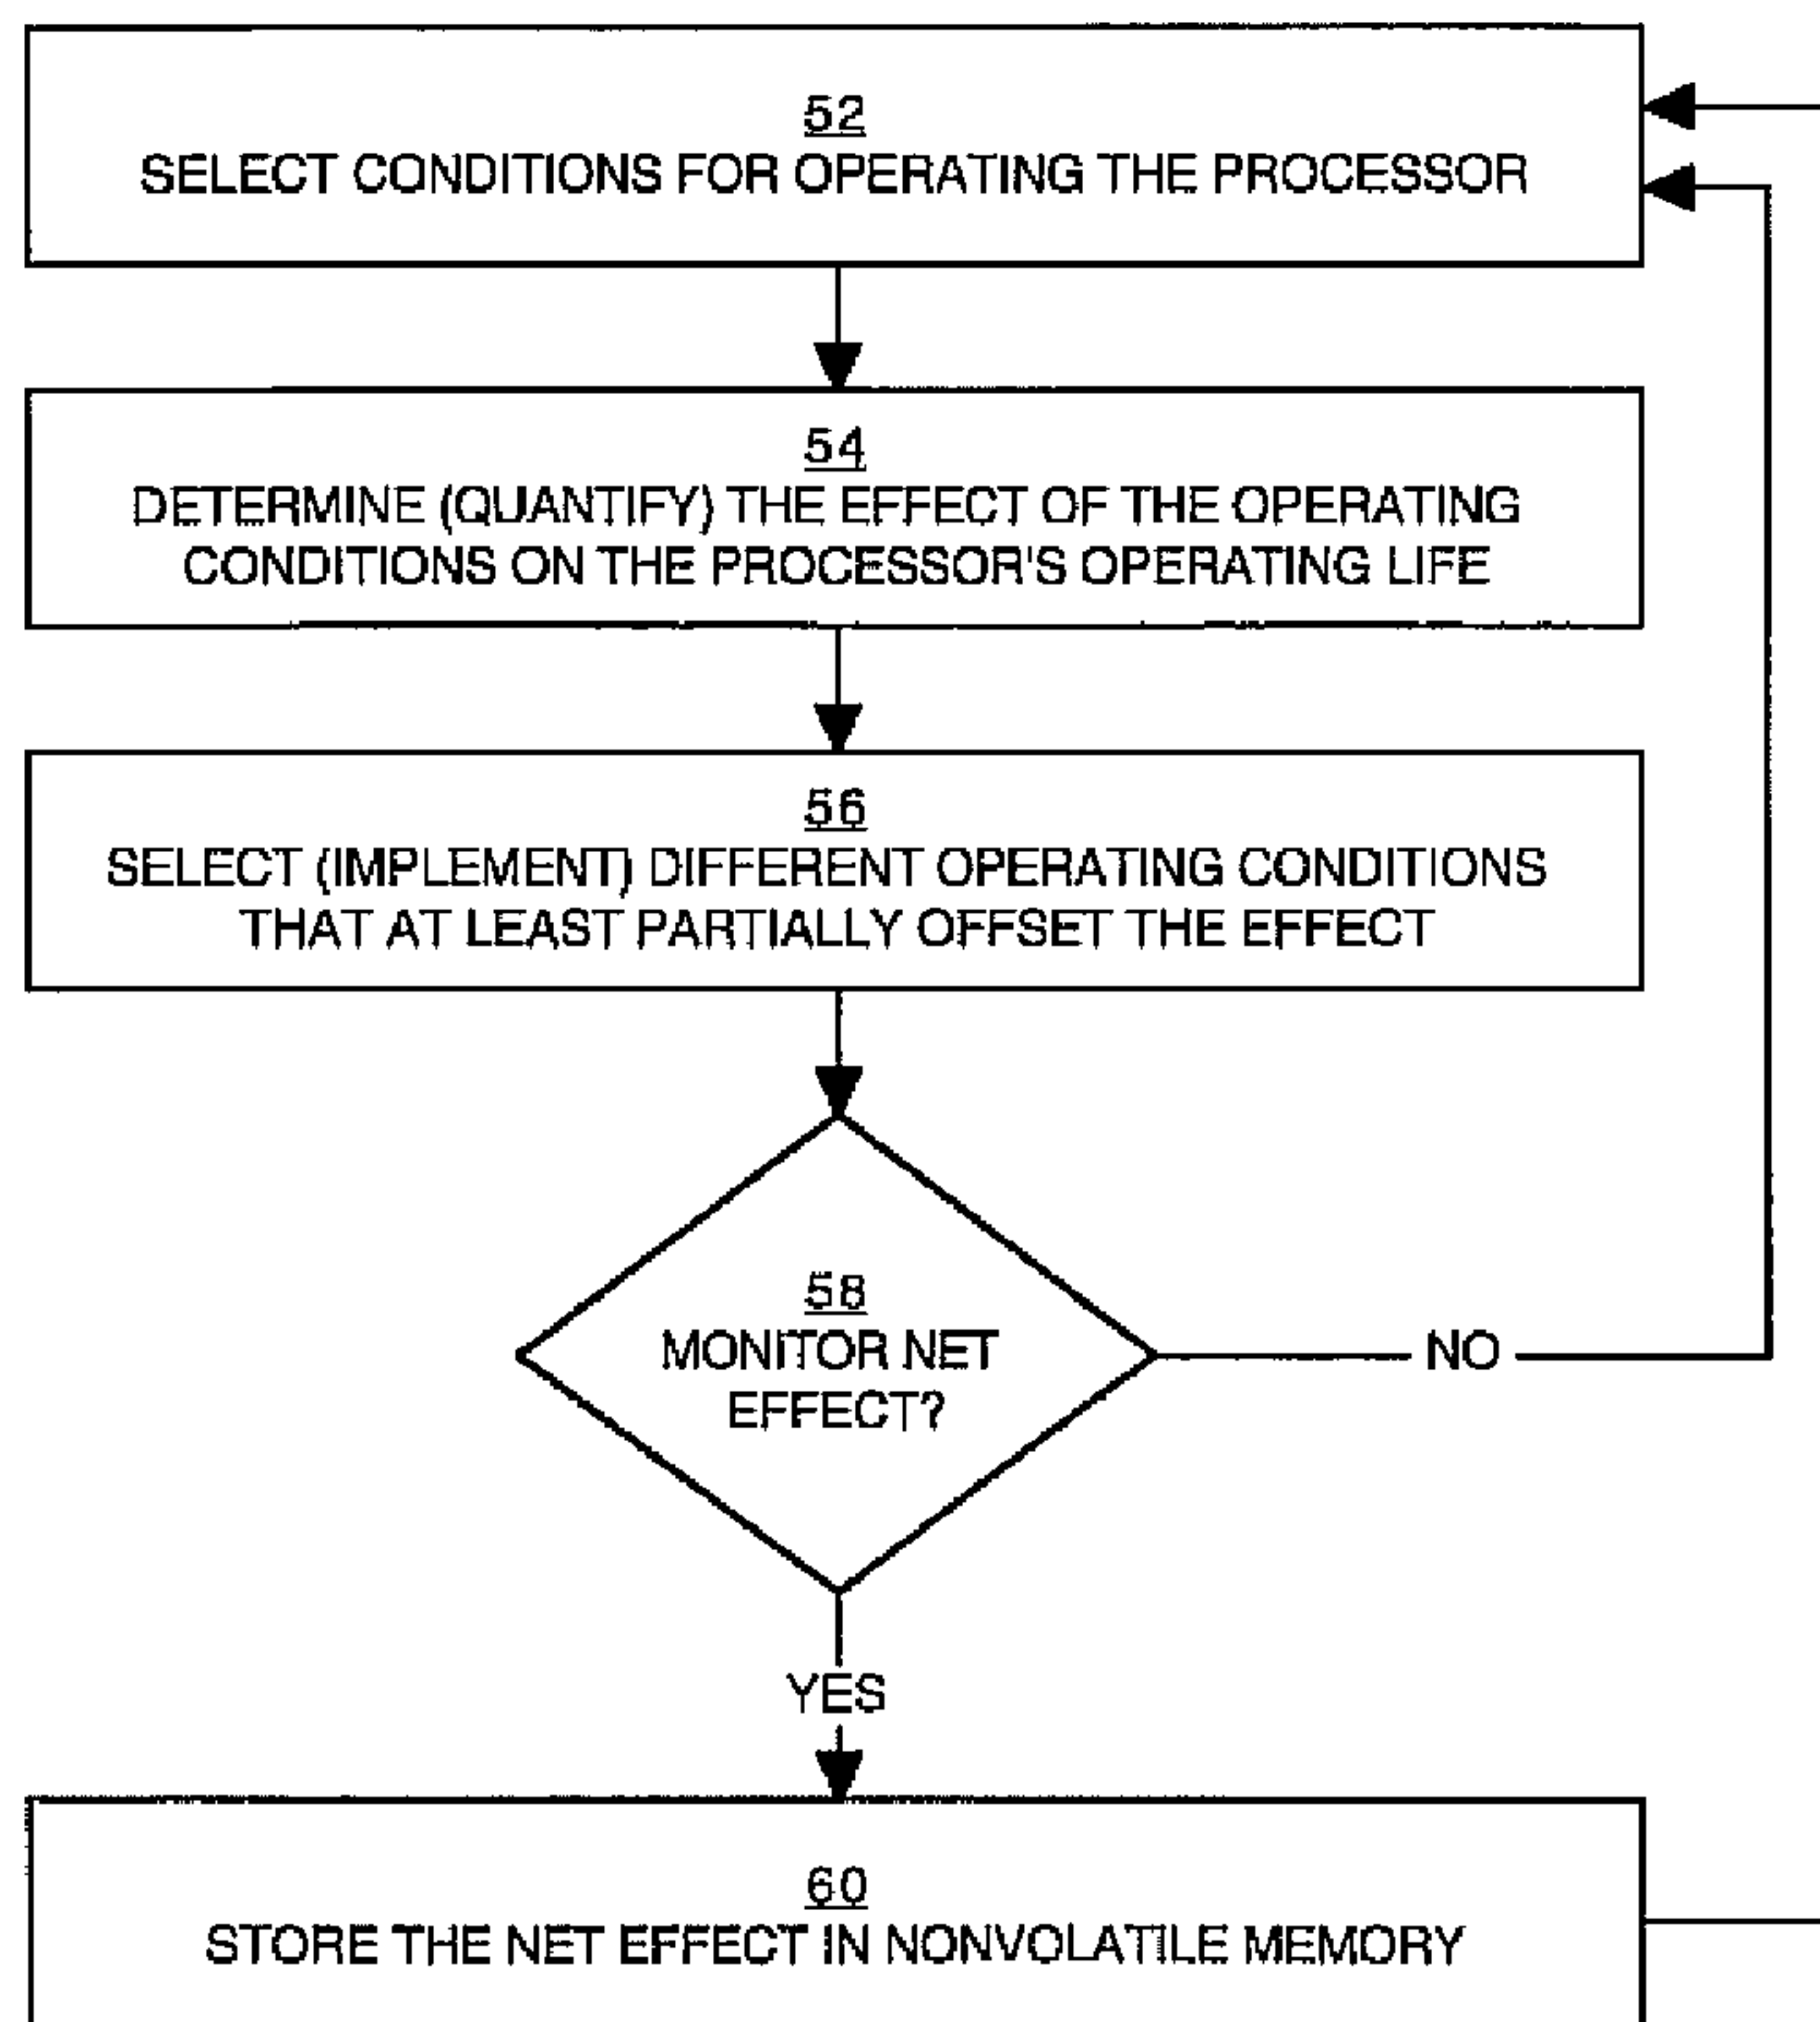 52
SELECT CONDITIONS FOR OPERATING THE PROCESSOR
54
DETERMINE (QUANTIFY) THE EFFECT OF THE OPERATING
CONDITIONS ON THE PROCESSOR'S OPERATING LIFE
56
SELECT (IMPLEMENT) DIFFERENT OPERATING CONDITIONS
THAT AT LEAST PARTIALLY OFFSET THE EFFECT
58
MONITOR NET
EFFECT?
NO
YES
60
STORE THE NET EFFECT IN NONVOLATILE MEMORY